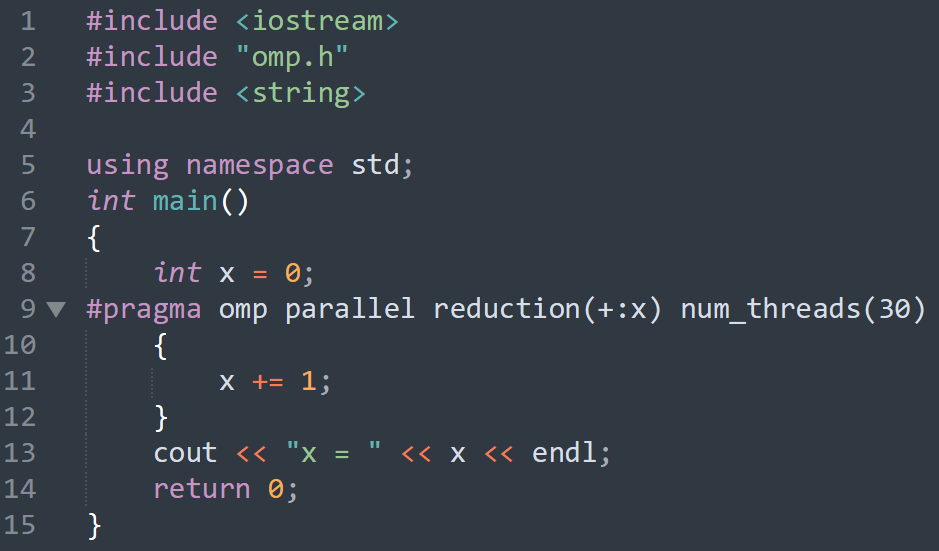 1 #include <iostream>
2 #include "omp.h"
3 #include <string>
4
5 using namespace std;
6 int main()
7 {
8     int x = 0;
9 #pragma omp parallel reduction(+:x) num_threads(30)
10     {
11         x += 1;
12     }
13     cout << "x = " << x << endl;
14     return 0;
15 }